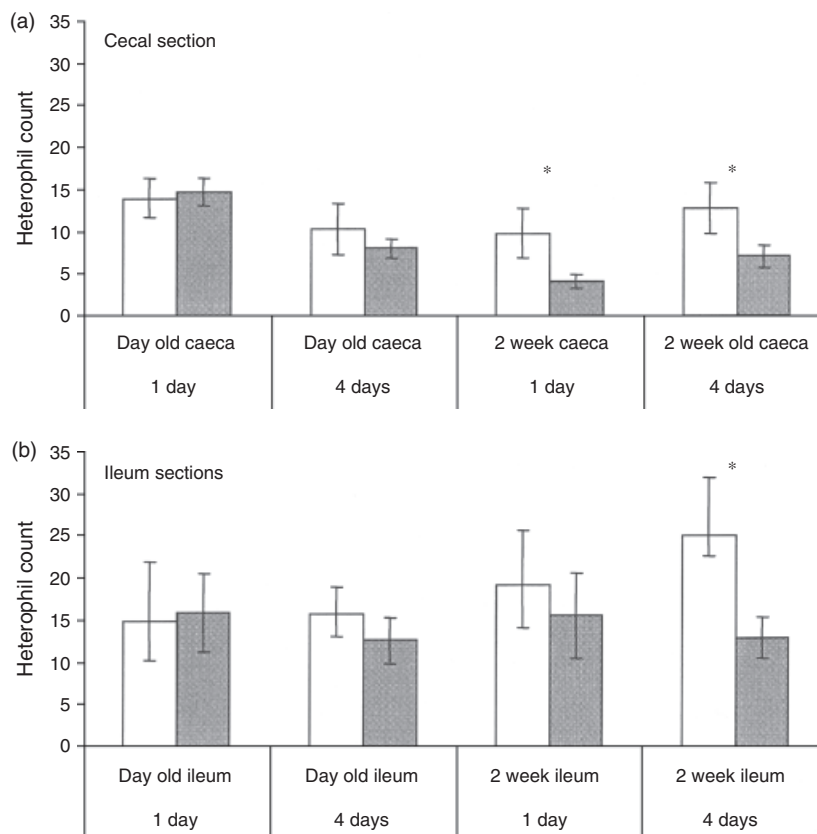 (a)
Cecal section
Heterophil count
35
30
25
20
15
10
5
0
*
*
Day old caeca
Day old caeca
2 week caeca
2 week old caeca
1 day
4 days
1 day
4 days
(b)
Ileum sections
Heterophil count
35
30
25
20
15
10
5
0
*
Day old ileum
Day old ileum
2 week ileum
2 week ileum
1 day
4 days
1 day
4 days